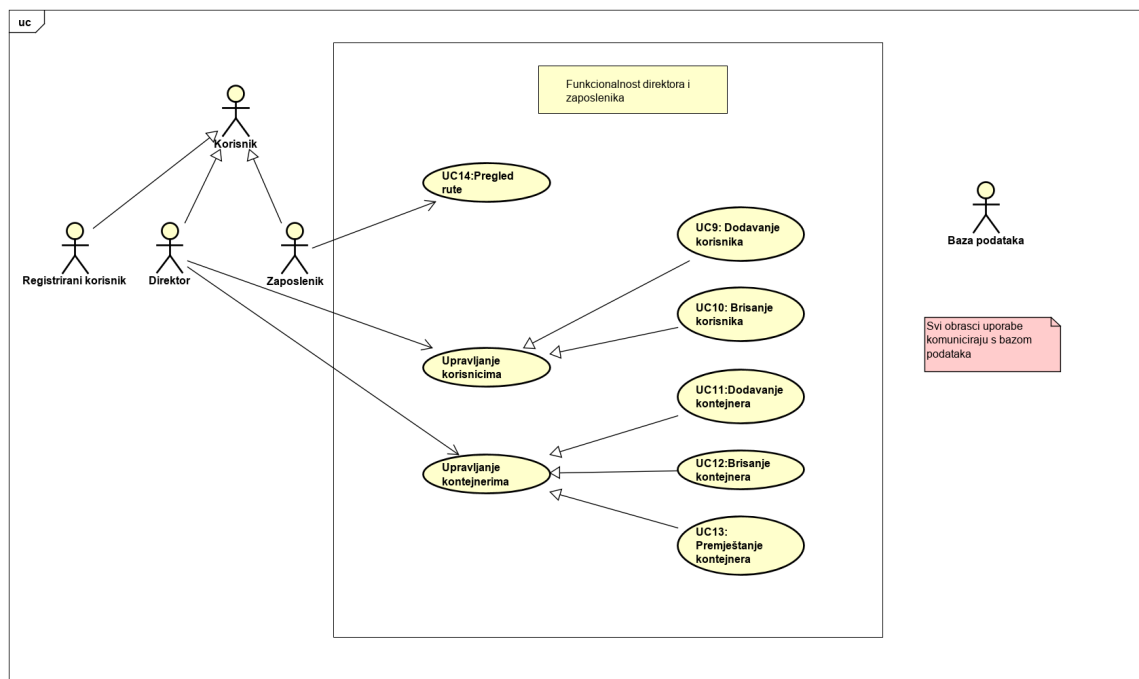 uc
Funkcionalnost direktora i
zaposlenika
Korisnik
UC14:Pregled
rute
Registrirani korisnik
Direktor
Zaposlenik
UC9: Dodavanje
korisnika
Baza podataka
UC10: Brisanje
korisnika
Svi obrasci uporabe
komuniciraju s bazom
podataka
Upravljanje
korisnicima
UC11:Dodavanje
kontejnera
Upravljanje
kontejnerima
UC12:Brisanje
kontejnera
UC13:
Premještanje
kontejnera